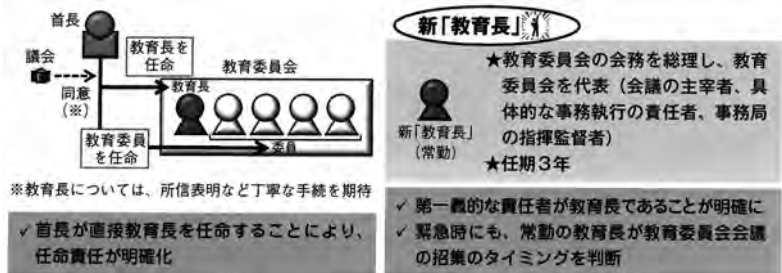 首長
議会
同意
(※)
教育長を
任命
教育委員会
教育長
教育委員
を任命
委員
※教育長については、所信表明など丁寧な手続を期待
✓首長が直接教育長を任命することにより、
任命責任が明確化
新「教育長」
★教育委員会の会務を総理し、教育
委員会を代表(会議の主宰者、具
体的な事務執行の責任者、事務局
の指揮監督者)
★任期3年
新「教育長」
(常勤)
✓第一義的な責任者が教育長であることが明確に
✓緊急時にも、常勤の教育長が教育委員会会議
の招集のタイミングを判断